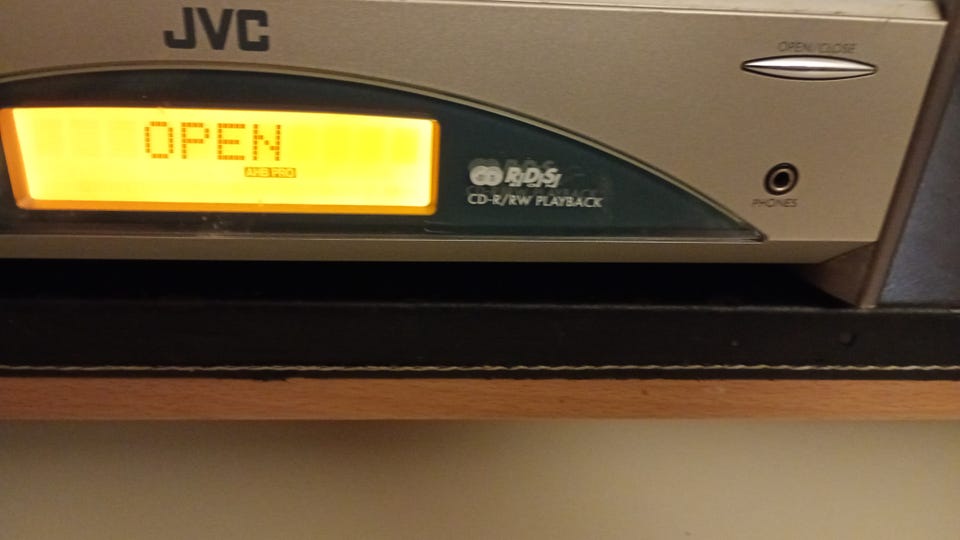 JVC
OPEN/CLOSE
OPEN
AHB PRO
RDS
CD-R/RW PLAYBACK
PHONES